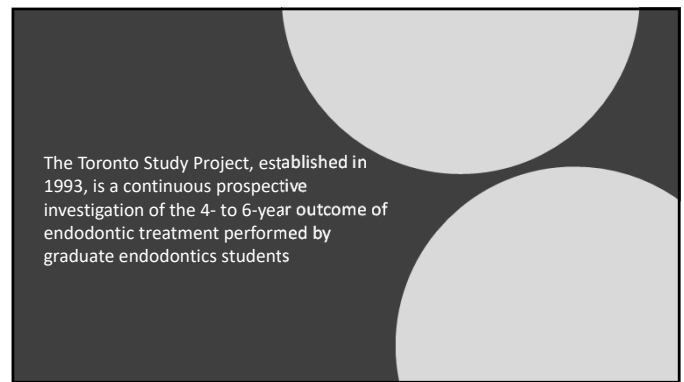 The Toronto Study Project, established in
1993, is a continuous prospective
investigation of the 4- to 6-year outcome of
endodontic treatment performed by
graduate endodontics students